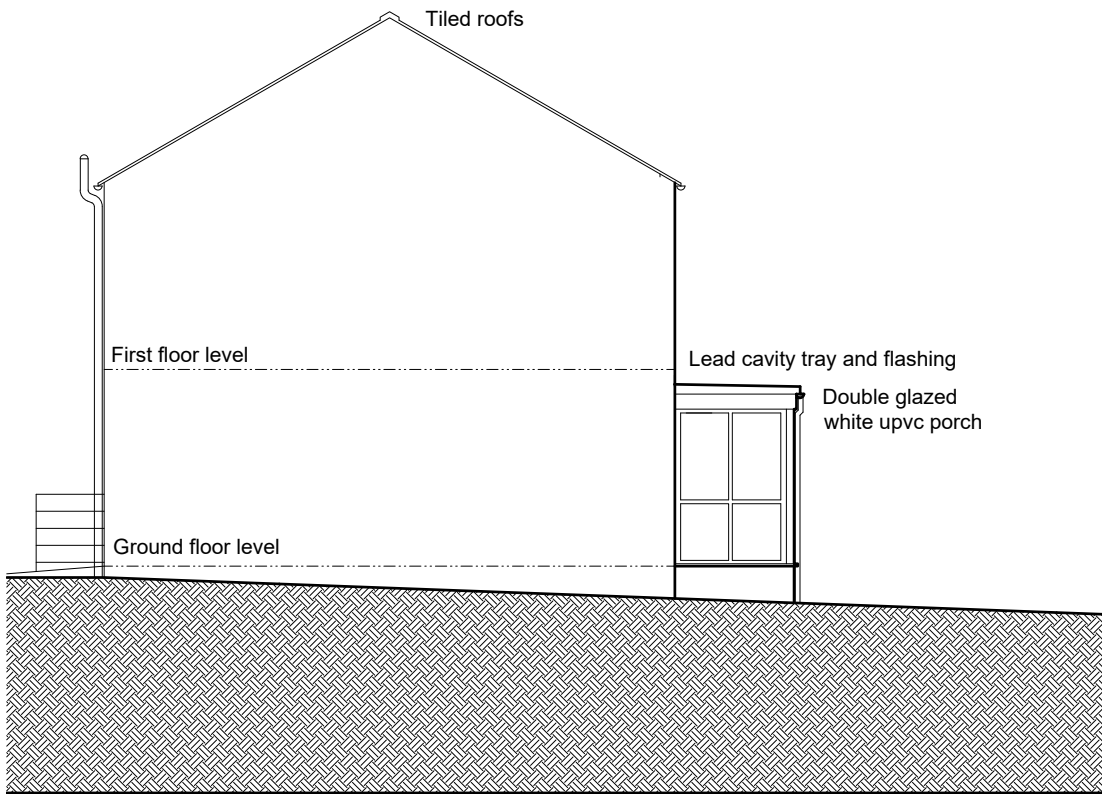 Tiled roofs
First floor level
Lead cavity tray and flashing
Double glazed
white upvc porch
Ground floor level